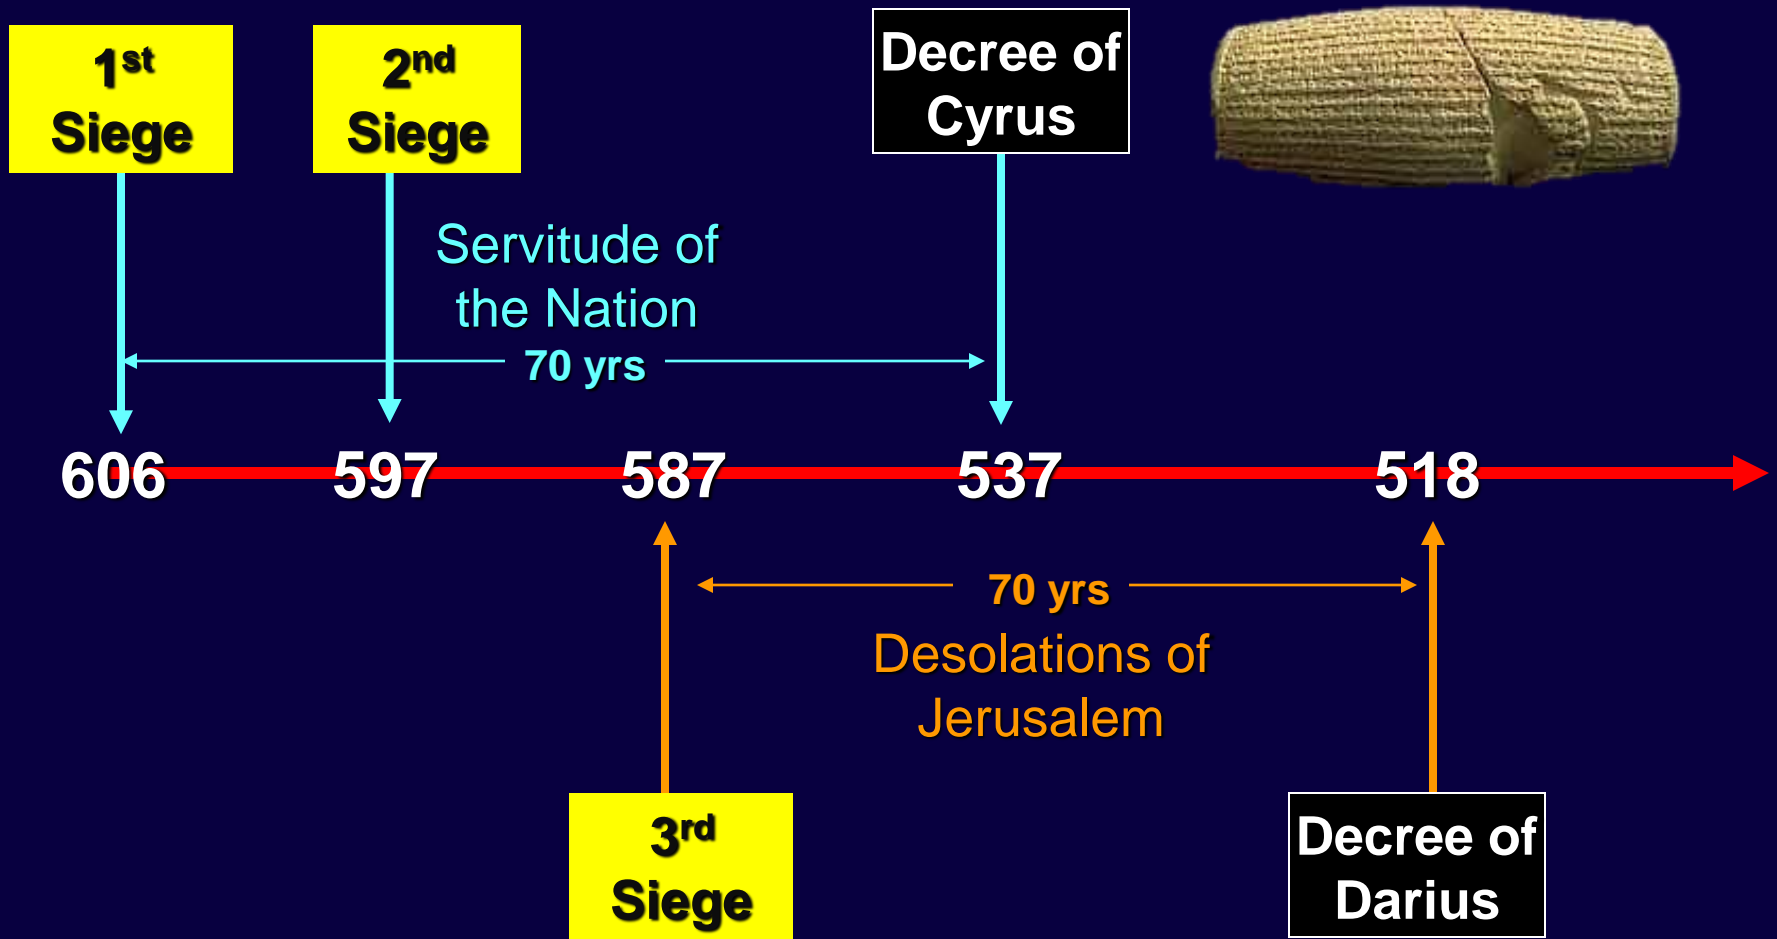 1st
Siege
2nd
Siege
Decree of
Cyrus
Servitude of
the Nation
70 yrs
606 597 587 537 518
70 yrs
Desolations of
Jerusalem
3rd
Siege
Decree of
Darius